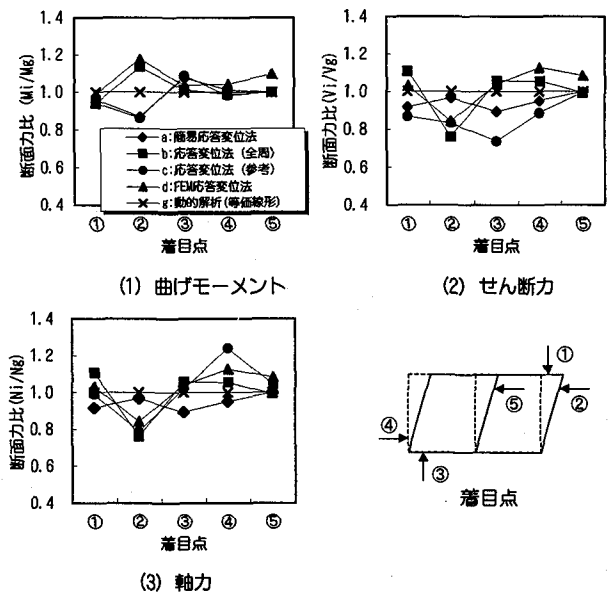 断面力比 (Mi/Mg)
1.4
1.2
1.0
0.8
0.6
0.4
a:簡易応答変位法
b:応答変位法 (全周)
c:応答変位法 (参考)
d:FEM応答変位法
g:動的解析(等価線形)
① ② ③ ④ ⑤
着目点
(1) 曲げモーメント
断面力比(Vi/Vg)
1.4
1.2
1.0
0.8
0.6
0.4
① ② ③ ④ ⑤
着目点
(2) せん断力
断面力比(Ni/Ng)
1.4
1.2
1.0
0.8
0.6
0.4
① ② ③ ④ ⑤
着目点
(3) 軸力
①
②
⑤
④
③
着目点